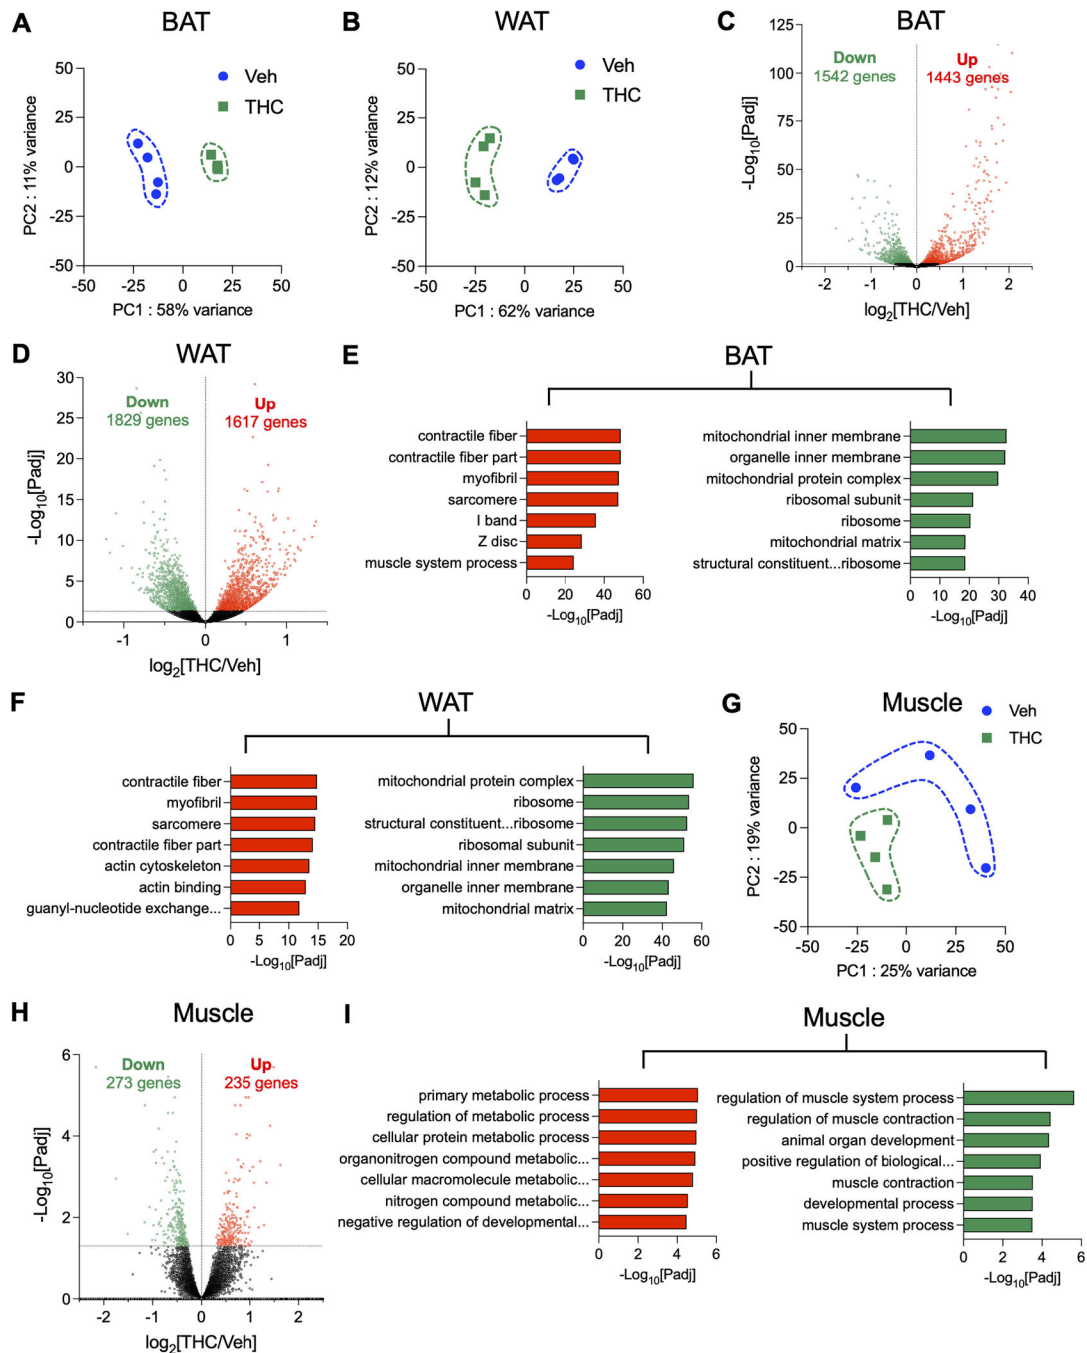 A BAT
50
25
0
-25
-50
-50 -25 0 25 50
PC2 : 11% variance
PC1 : 58% variance
Veh
THC
B WAT
50
25
0
-25
-50
-50 -25 0 25 50
PC2 : 12% variance
PC1 : 62% variance
Veh
THC
C BAT
125
100
75
50
25
0
-2 -1 0 1 2
-Log10[Padj]
log2[THC/Veh]
Down
1542 genes
Up
1443 genes
D WAT
30
25
20
15
10
5
0
-1 0 1
-Log10[Padj]
log2[THC/Veh]
Down
1829 genes
Up
1617 genes
E BAT
contractile fiber
contractile fiber part
myofibril
sarcomere
I band
Z disc
muscle system process
0 20 40 60
-Log10[Padj]
mitochondrial inner membrane
organelle inner membrane
mitochondrial protein complex
ribosomal subunit
ribosome
mitochondrial matrix
structural constituent...ribosome
0 10 20 30 40
-Log10[Padj]
F WAT
contractile fiber
myofibril
sarcomere
contractile fiber part
actin cytoskeleton
actin binding
guanyl-nucleotide exchange...
0 5 10 15 20
-Log10[Padj]
mitochondrial protein complex
ribosome
structural constituent...ribosome
ribosomal subunit
mitochondrial inner membrane
organelle inner membrane
mitochondrial matrix
0 20 40 60
-Log10[Padj]
G Muscle
Veh
THC
50
25
0
-25
-50
-50 -25 0 25 50
PC2 : 19% variance
PC1 : 25% variance
H Muscle
6
4
2
0
-2 -1 0 1 2
-Log10[Padj]
log2[THC/Veh]
Down
273 genes
Up
235 genes
I Muscle
primary metabolic process
regulation of metabolic process
cellular protein metabolic process
organonitrogen compound metabolic...
cellular macromolecule metabolic...
nitrogen compound metabolic...
negative regulation of developmental...
0 2 4 6
-Log10[Padj]
regulation of muscle system process
regulation of muscle contraction
animal organ development
positive regulation of biological...
muscle contraction
developmental process
muscle system process
0 2 4 6
-Log10[Padj]